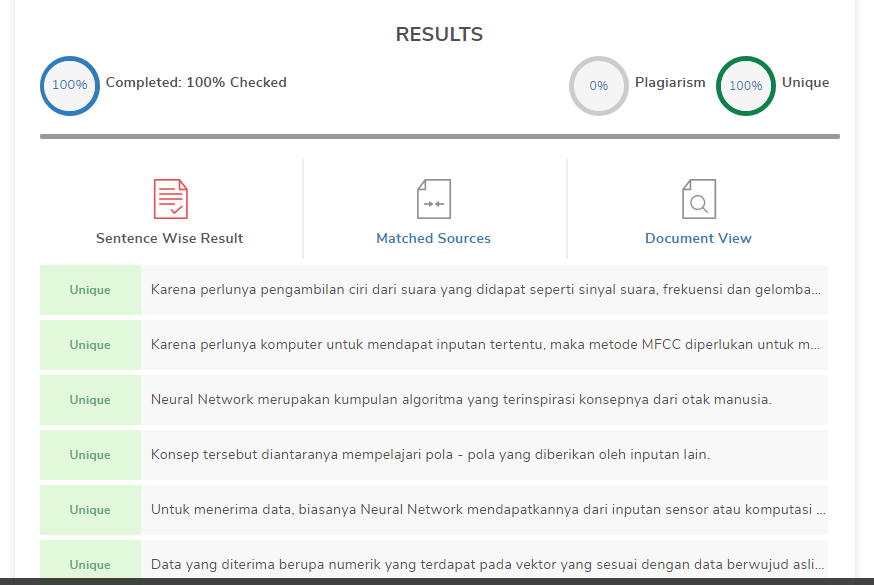 RESULTS
100% Completed: 100% Checked 0% Plagiarism 100% Unique
Sentence Wise Result Matched Sources Document View
Unique Karena perlunya pengambilan ciri dari suara yang didapat seperti sinyal suara, frekuensi dan gelomba...
Unique Karena perlunya komputer untuk mendapat inputan tertentu, maka metode MFCC diperlukan untuk m...
Unique Neural Network merupakan kumpulan algoritma yang terinspirasi konsepnya dari otak manusia.
Unique Konsep tersebut diantaranya mempelajari pola - pola yang diberikan oleh inputan lain.
Unique Untuk menerima data, biasanya Neural Network mendapatkannya dari inputan sensor atau komputasi ...
Unique Data yang diterima berupa numerik yang terdapat pada vektor yang sesuai dengan data berwujud asli...